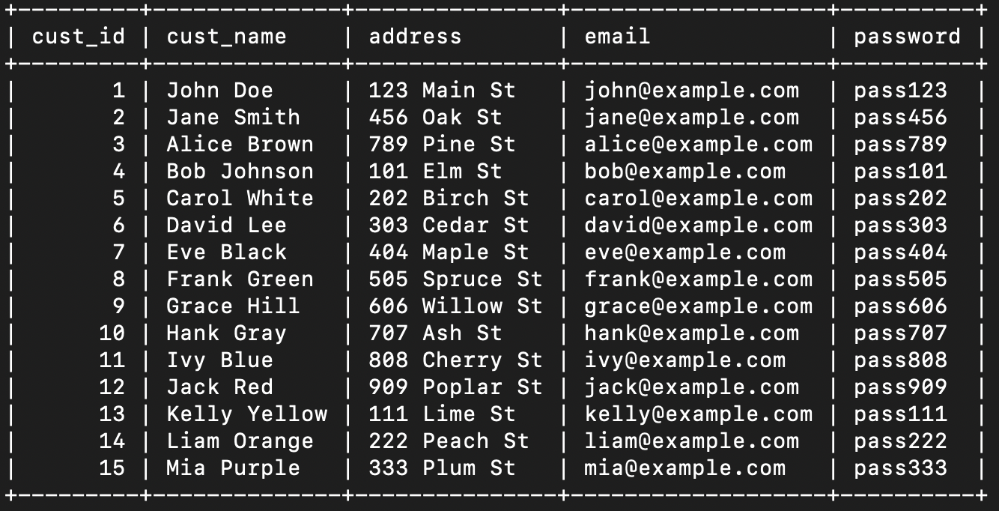 +---------+--------------+---------------+-------------------+----------+
| cust_id | cust_name    | address       | email             | password |
+---------+--------------+---------------+-------------------+----------+
|       1 | John Doe     | 123 Main St   | john@example.com  | pass123  |
|       2 | Jane Smith   | 456 Oak St    | jane@example.com  | pass456  |
|       3 | Alice Brown  | 789 Pine St   | alice@example.com | pass789  |
|       4 | Bob Johnson  | 101 Elm St    | bob@example.com   | pass101  |
|       5 | Carol White  | 202 Birch St  | carol@example.com | pass202  |
|       6 | David Lee    | 303 Cedar St  | david@example.com | pass303  |
|       7 | Eve Black    | 404 Maple St  | eve@example.com   | pass404  |
|       8 | Frank Green  | 505 Spruce St | frank@example.com | pass505  |
|       9 | Grace Hill   | 606 Willow St | grace@example.com | pass606  |
|      10 | Hank Gray    | 707 Ash St    | hank@example.com  | pass707  |
|      11 | Ivy Blue     | 808 Cherry St | ivy@example.com   | pass808  |
|      12 | Jack Red     | 909 Poplar St | jack@example.com  | pass909  |
|      13 | Kelly Yellow | 111 Lime St   | kelly@example.com | pass111  |
|      14 | Liam Orange  | 222 Peach St  | liam@example.com  | pass222  |
|      15 | Mia Purple   | 333 Plum St   | mia@example.com   | pass333  |
+---------+--------------+---------------+-------------------+----------+